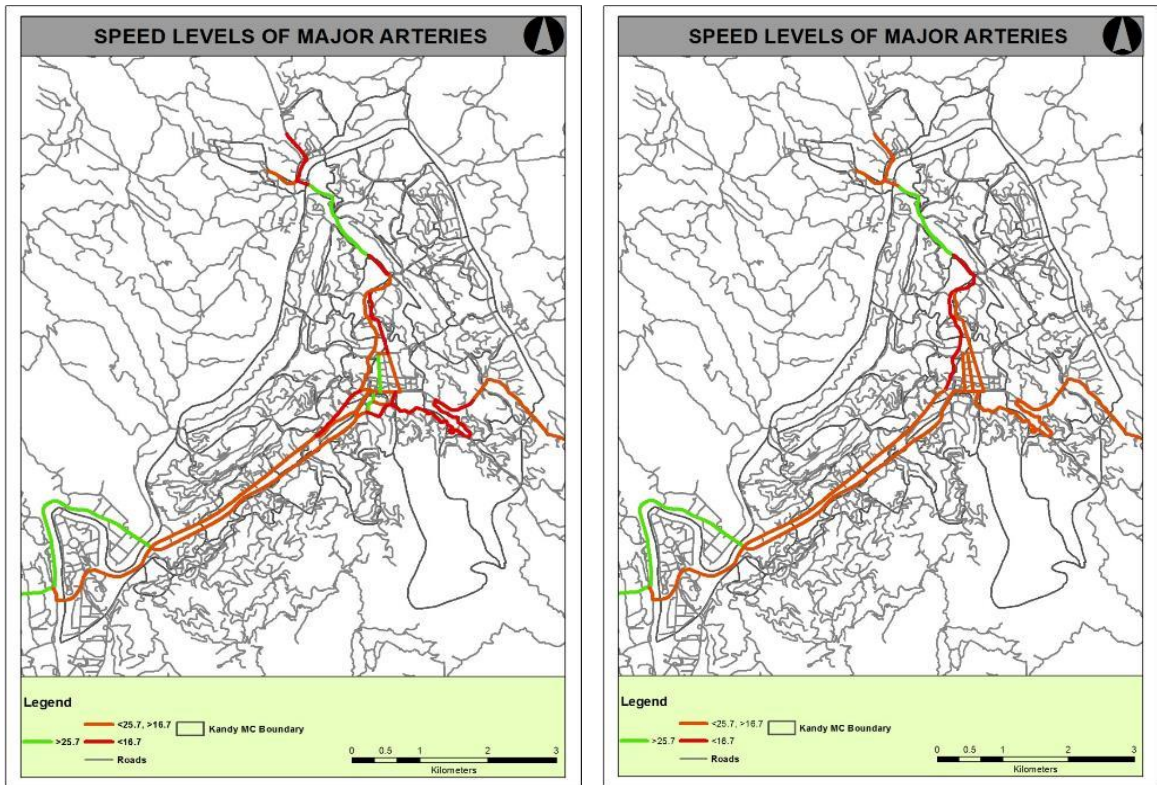 SPEED LEVELS OF MAJOR ARTERIES
Legend
<25.7, >16.7
Kandy MC Boundary
>25.7
<16.7
Roads
0 0.5 1 2 3
Kilometers
SPEED LEVELS OF MAJOR ARTERIES
Legend
<25.7, >16.7
Kandy MC Boundary
>25.7
<16.7
Roads
0 0.5 1 2 3
Kilometers